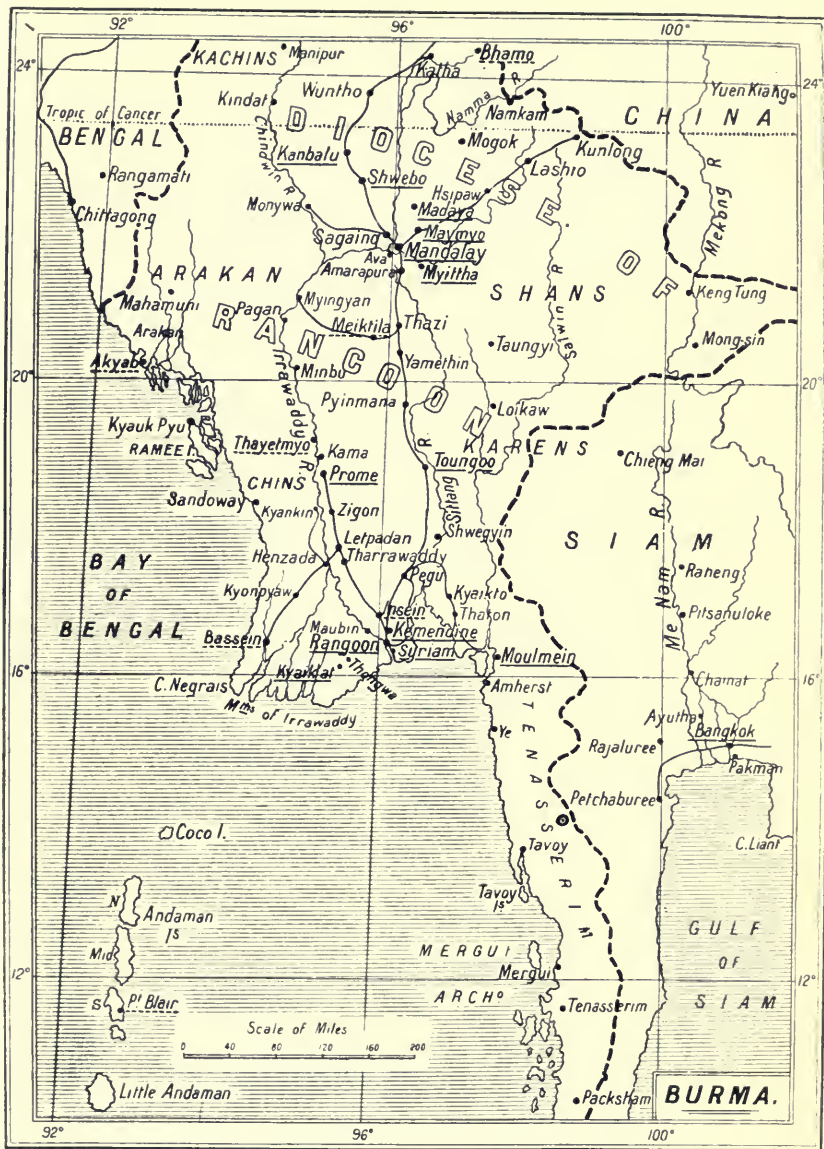 92° 96° 100°
KACHINS
Manipur
Katha
Bhamo
24°
24°
Wuntho
Namma R.
Yuen Kiang
Kindat
Namkam
CHINA
Tropic of Cancer
BENGAL
DIOCESE OF
Chindwin R.
Mogok
Kunlong
Kanbalu
Lashio
Rangamati
Shwebo
Hsipaw
Mekong R
Chittagong
Monywa
Madaya
Sagaing
Maymyo
Mandalay
Ava
Amarapura
Myittha
ARAKAN
SHANS
Mahamuni
Pagan
Myingyan
Keng Tung
Arakan
RANGOON
Meiktila
Thazi
Salwin R
Taungyi
Mong-sin
Akyab
Yamethin
20°
20°
Irrawaddy R.
Minbu
Pyinmana
Loikaw
Kyauk Pyu
RAMEE I.
Thayetmyo
KARENS
Kama
Chieng Mai
CHINS
Prome
Toungoo
Sandoway
Kyankin
Zigon
Sittang R.
Shwegyin
SIAM
Letpadan
BAY
OF
BENGAL
Henzada
Tharrawaddy
Pegu
Me Nam R R
Raheng
Kyonpyaw
Kyaikto
Insein
Thaton
Pitsanuloke
Maubin
Kemendine
Bassein
Rangoon
Syriam
Moulmein
16°
16°
Kyaiklat
Thongwa
Chainat
C. Negrais
Amherst
Mms of Irrawaddy
TENASSERIM
Ayutha
Ye
Bangkok
Rajaluree
Pakman
Petchaburee
Coco I.
C. Liant
Tavoy
Tavoy Is
N
Andaman
Is
Mid
MERGUI
ARCHO
GULF
OF
SIAM
Mergui
12°
12°
S
Pt Blair
Tenasserim
Scale of Miles
0 40 80 120 160 200
Little Andaman
Packsham
BURMA.
92° 96° 100°